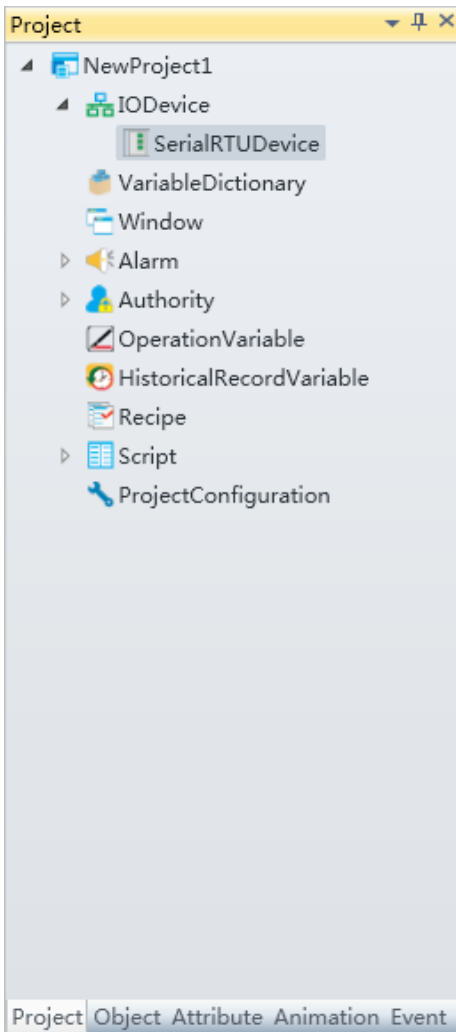 Project
NewProject1
IODevice
SerialRTUDevice
VariableDictionary
Window
Alarm
Authority
OperationVariable
HistoricalRecordVariable
Recipe
Script
ProjectConfiguration
Project Object Attribute Animation Event